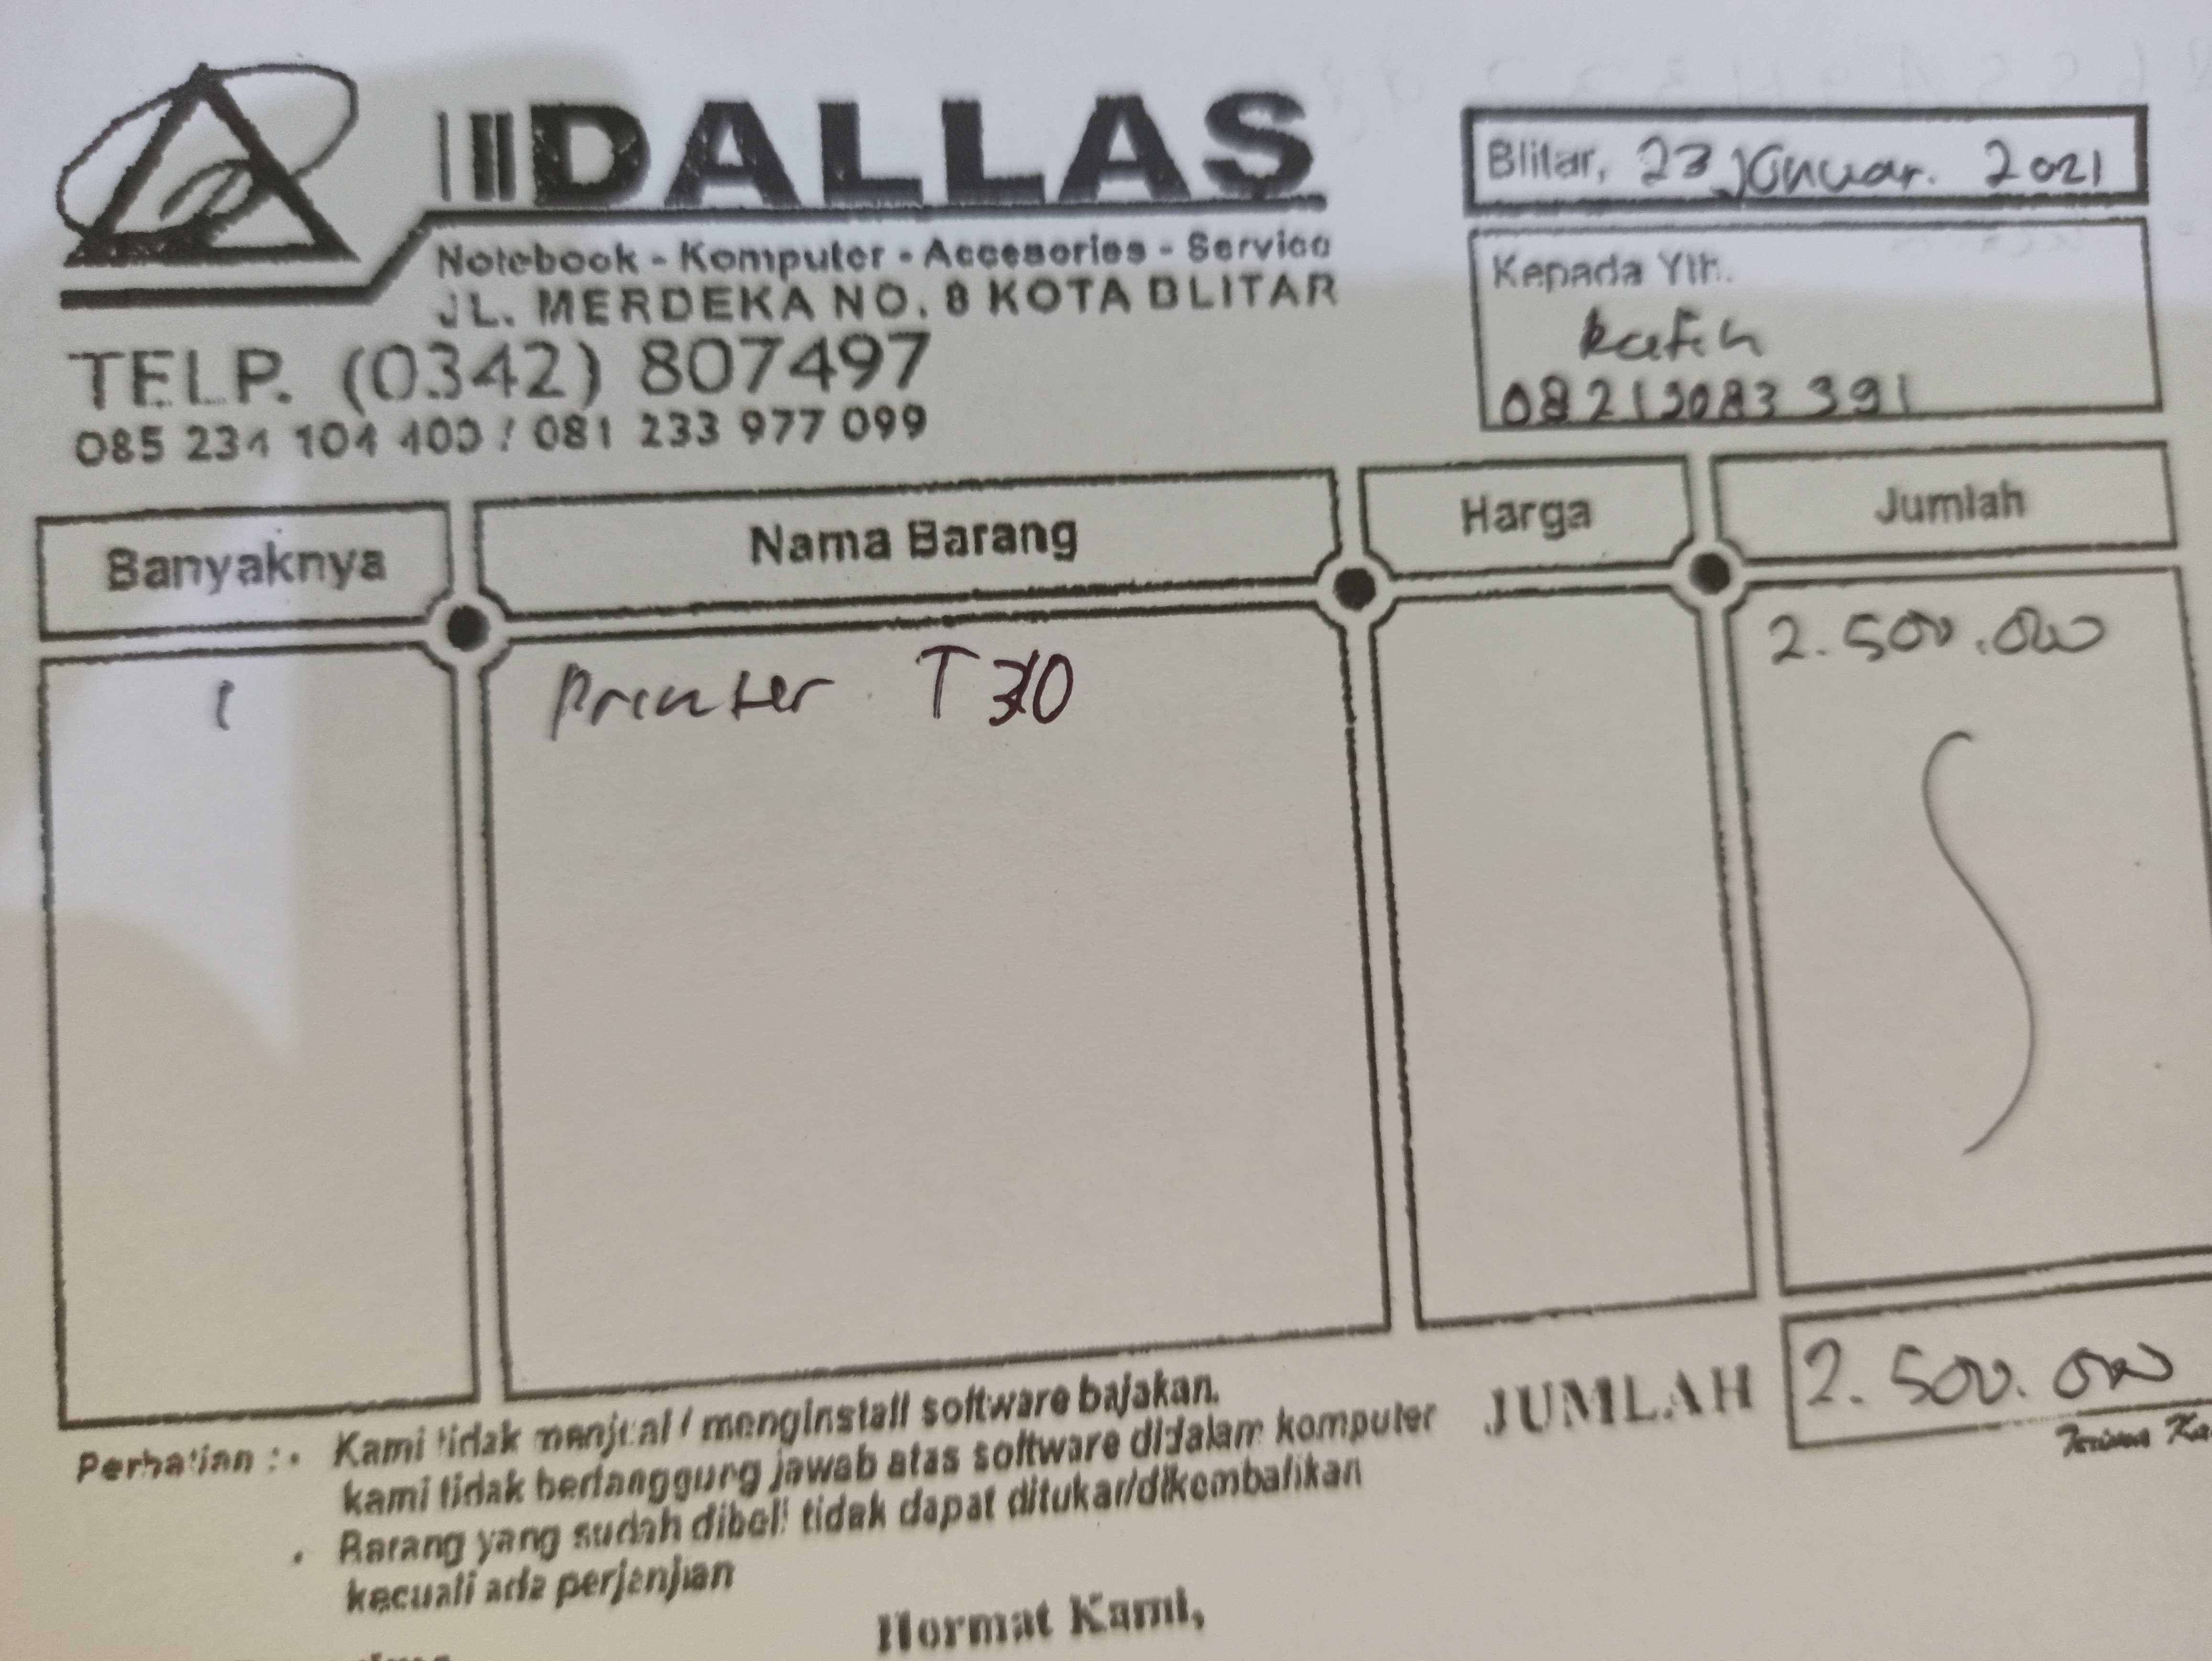 DALLAS
Notebook - Komputer - Accesories - Service
JL. MERDEKA NO. 8 KOTA BLITAR
TELP. (0342) 807497
085 234 104 400 / 081 233 977 099
Blitar, 23 Januar. 2021
Kepada Yth.
Banyaknya Nama Barang Harga Jumlah
1 Printer 2.500.000
JUMLAH 2.500.000
Perhatian : • Kami tidak menjual / menginstall software bajakan.
kami tidak bertanggung jawab atas software didalam komputer
• Barang yang sudah dibeli tidak dapat ditukar/dikembalikan
kecuali ada perjanjian
Hormat Kami,